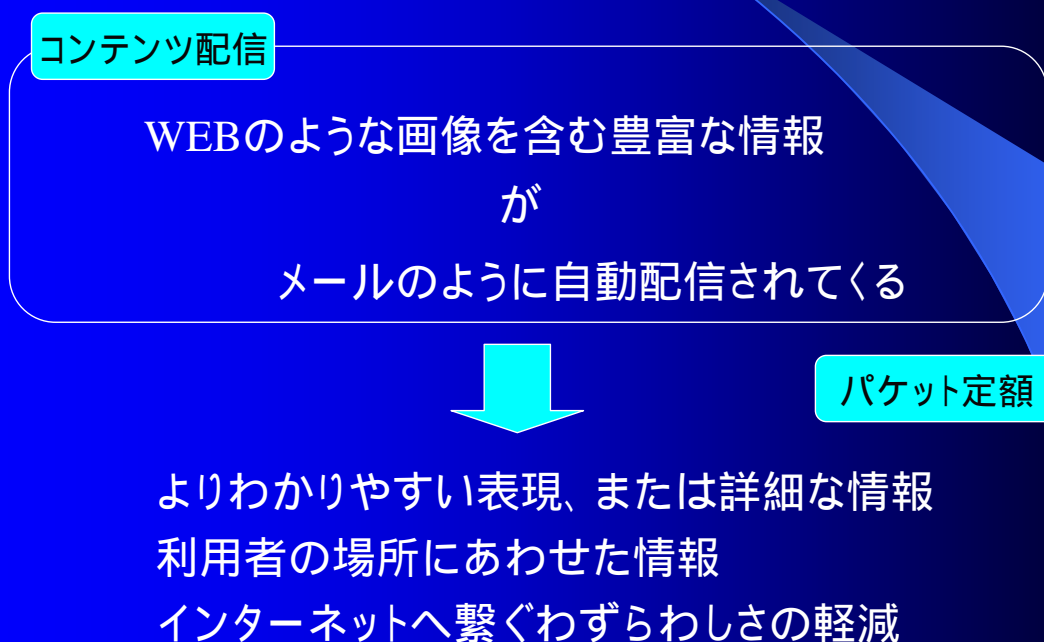 コンテンツ配信
WEBのような画像を含む豊富な情報
が
メールのように自動配信されてくる
パケット定額
よりわかりやすい表現、または詳細な情報
利用者の場所にあわせた情報
インターネットへ繋ぐわずらわしさの軽減